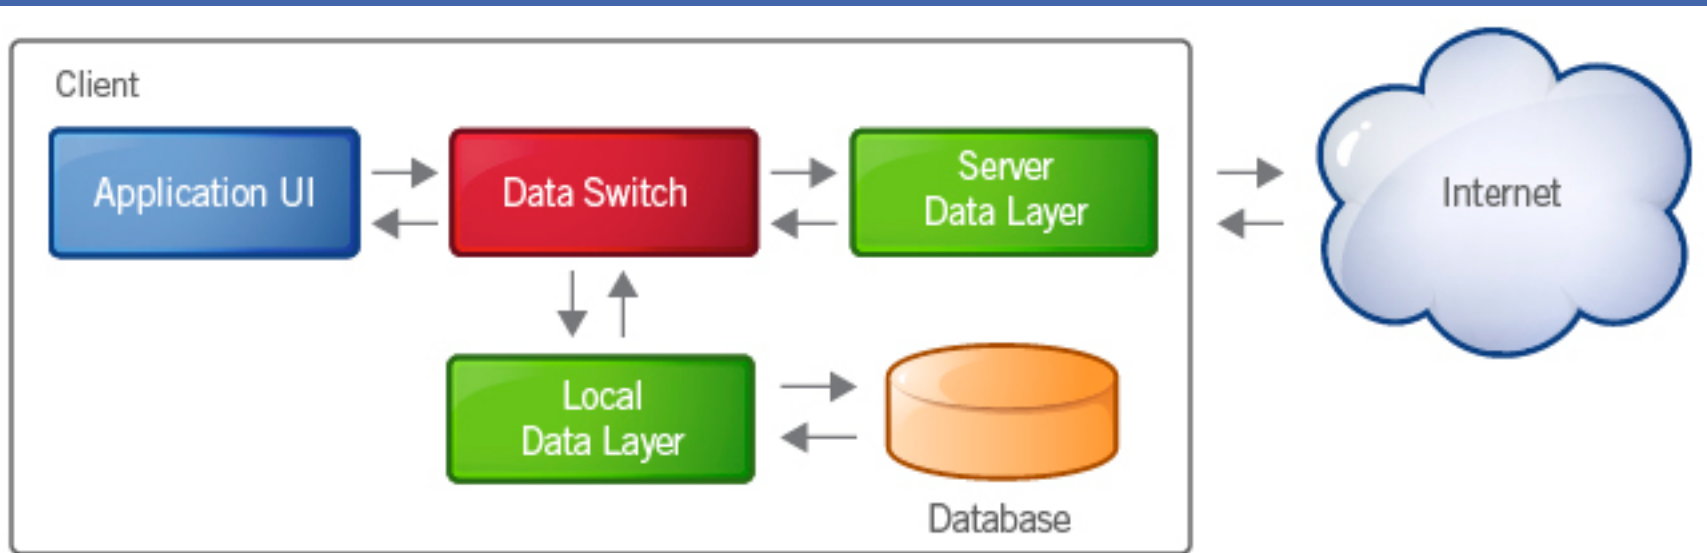 Client
Application UI
Data Switch
Server
Data Layer
Internet
Local
Data Layer
Database